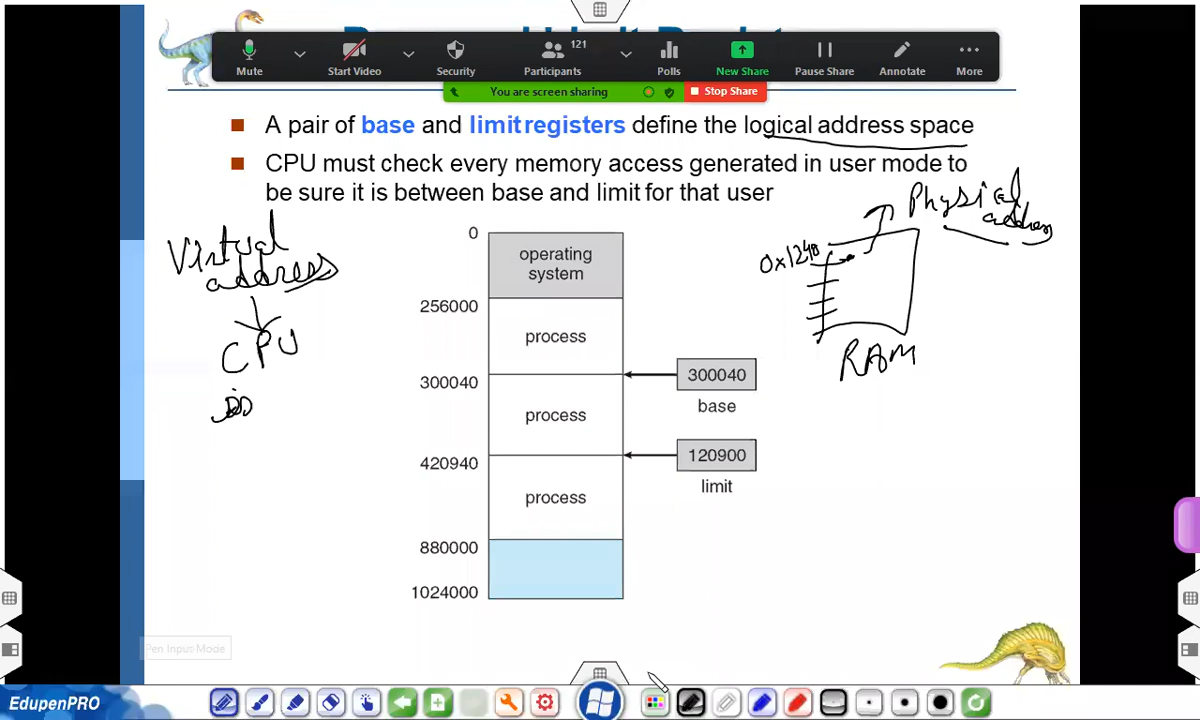 Mute
Start Video
Security
121
Participants
Polls
New Share
Pause Share
Annotate
More
You are screen sharing
Stop Share
A pair of base and limit registers define the logical address space
CPU must check every memory access generated in user mode to
be sure it is between base and limit for that user
Physical
address
Virtual
address
CPU
0x1240
RAM
0
operating
system
256000
process
300040
300040
base
process
420940
120900
limit
process
880000
1024000
Pen Input Mode
EdupenPRO